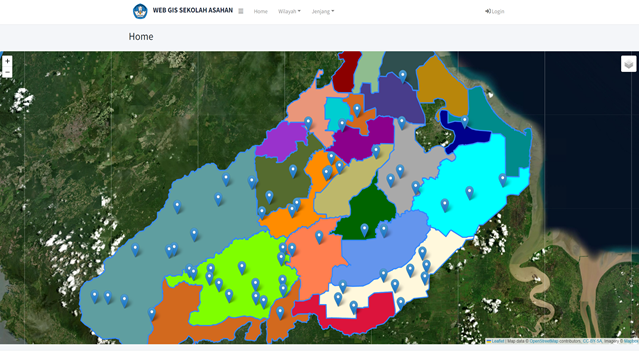 WEB GIS SEKOLAH ASAHAN Home Wilayah Jenjang Login
Home
+
−
Leaflet | Map data © OpenStreetMap contributors, CC-BY-SA, Imagery © Mapbox